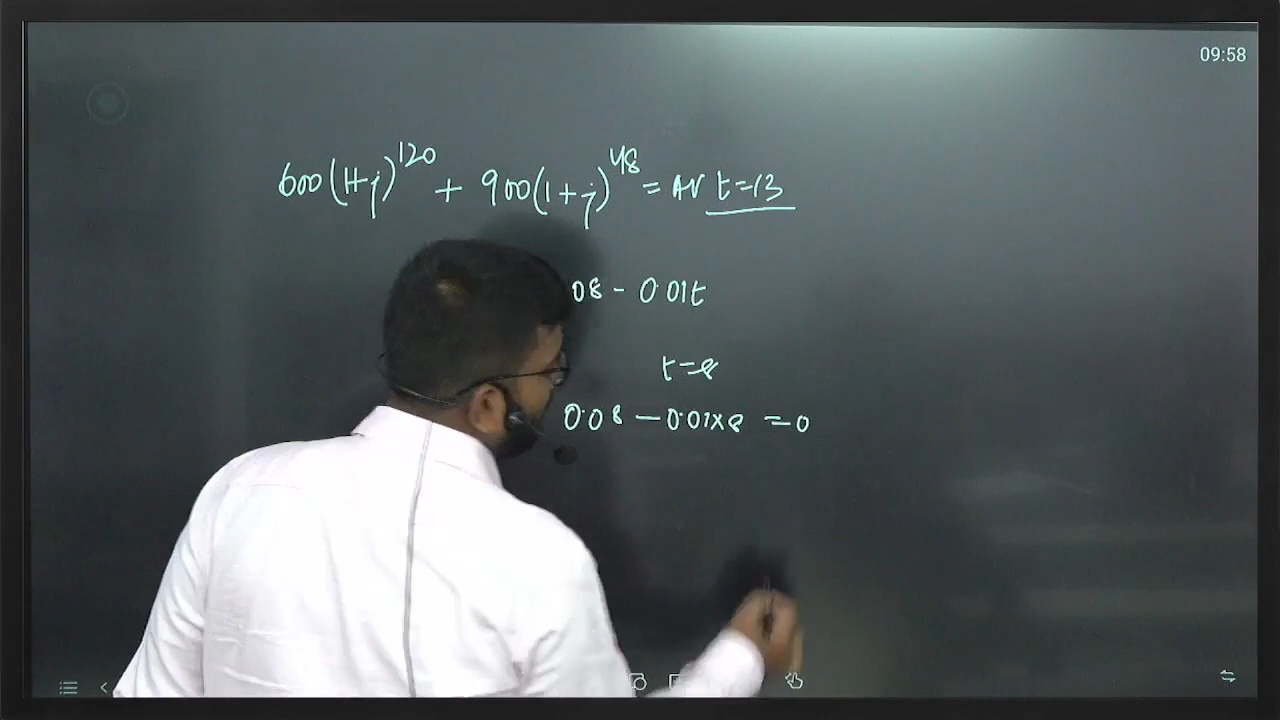 09:58
600(1+j)^120 + 900(1+j)^48 = AV t=13
08 - 0.01t
t=8
0.08 - 0.01×8 = 0